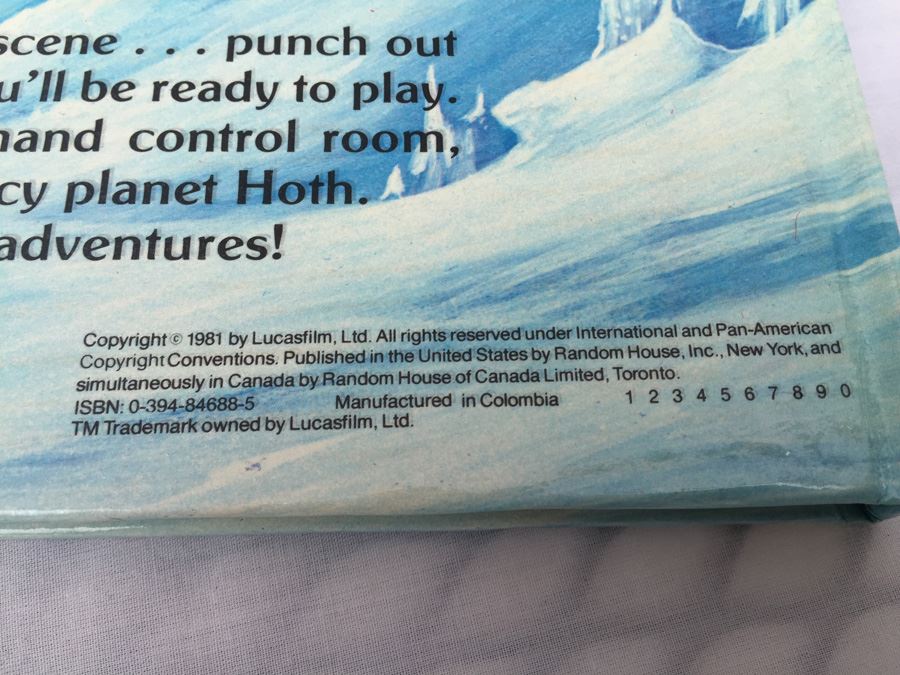 scene . . . punch out
u'll be ready to play.
mand control room,
cy planet Hoth.
adventures!
Copyright © 1981 by Lucasfilm, Ltd. All rights reserved under International and Pan-American
Copyright Conventions. Published in the United States by Random House, Inc., New York, and
simultaneously in Canada by Random House of Canada Limited, Toronto.
ISBN: 0-394-84688-5 Manufactured in Colombia 1 2 3 4 5 6 7 8 9 0
TM Trademark owned by Lucasfilm, Ltd.